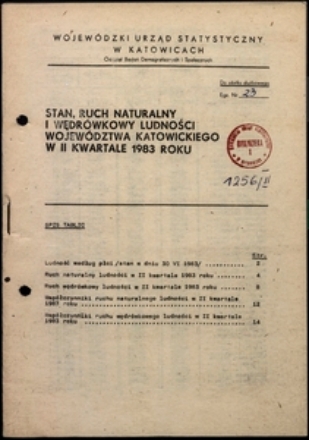 WOJEWÓDZKI URZĄD STATYSTYCZNY
W KATOWICACH
Oddział Badań Demograficznych i Społecznych
Do użytku służbowego
Egz. Nr 23
STAN, RUCH NATURALNY
I WĘDRÓWKOWY LUDNOŚCI
WOJEWÓDZTWA KATOWICKIEGO
W II KWARTALE 1983 ROKU
1256/II
SPIS TABLIC
Str.
Ludność według płci /stan w dniu 30 VI 1983/ 2
Ruch naturalny ludności w II kwartale 1983 roku 4
Ruch wędrówkowy ludności w II kwartale 1983 roku
Współczynniki ruchu naturalnego ludności w II kwartale
1983 roku 12
Współczynniki ruchu wędrówkowego ludności w II kwartale
1983 roku 14